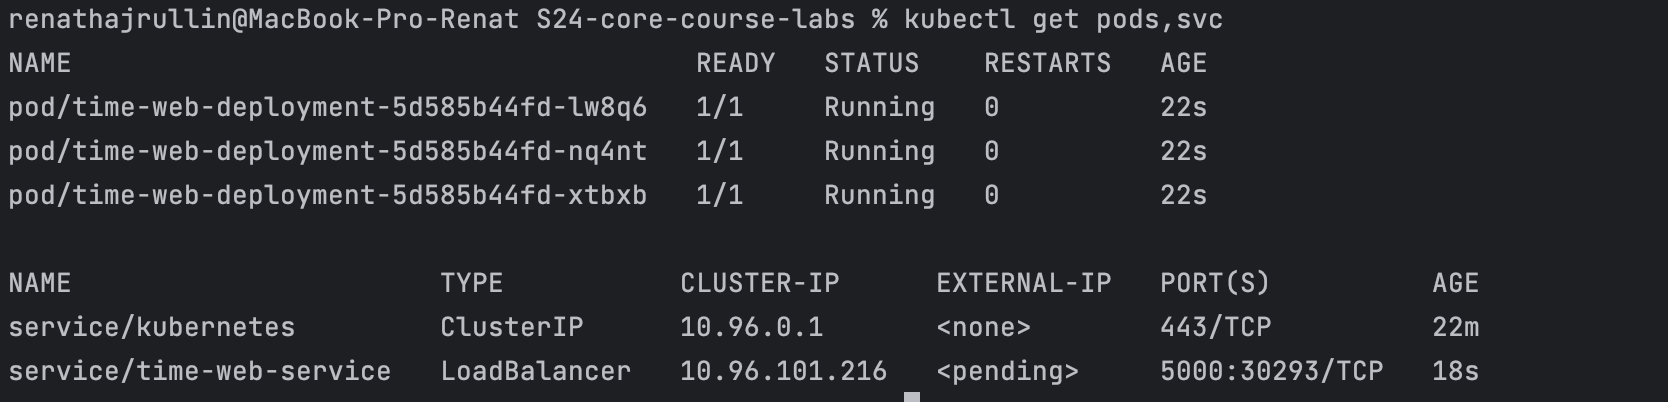 renathajrullin@MacBook-Pro-Renat S24-core-course-labs % kubectl get pods,svc
NAME READY STATUS RESTARTS AGE
pod/time-web-deployment-5d585b44fd-lw8q6 1/1 Running 0 22s
pod/time-web-deployment-5d585b44fd-nq4nt 1/1 Running 0 22s
pod/time-web-deployment-5d585b44fd-xtbxb 1/1 Running 0 22s
NAME TYPE CLUSTER-IP EXTERNAL-IP PORT(S) AGE
service/kubernetes ClusterIP 10.96.0.1 <none> 443/TCP 22m
service/time-web-service LoadBalancer 10.96.101.216 <pending> 5000:30293/TCP 18s